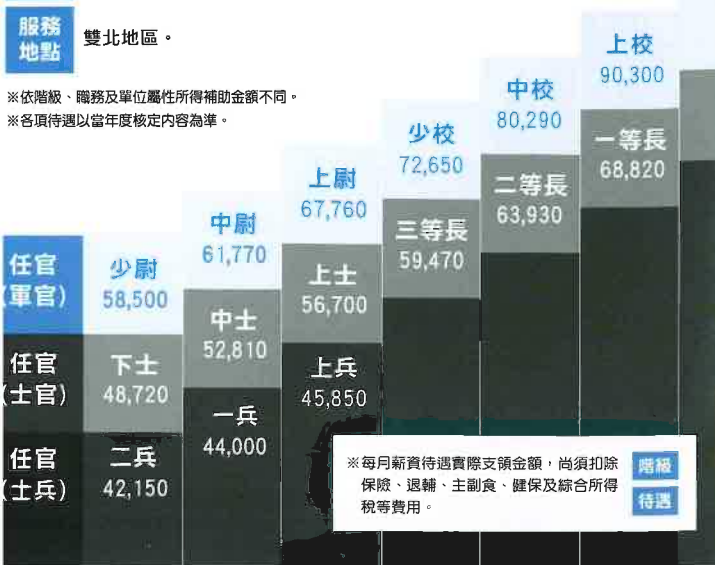 服務
地點
雙北地區。
※依階級、職務及單位屬性所得補助金額不同。
※各項待遇以當年度核定內容為準。
上校
90,300
中校
80,290
少校
72,650
上尉
67,760
中尉
61,770
少尉
58,500
任官
(軍官)
一等長
68,820
二等長
63,930
三等長
59,470
上士
56,700
中士
52,810
下士
48,720
任官
(士官)
上兵
45,850
一兵
44,000
二兵
42,150
任官
(士兵)
※每月薪資待遇實際支領金額，尚須扣除
保險、退輔、主副食、健保及綜合所得
稅等費用。
階級
待遇